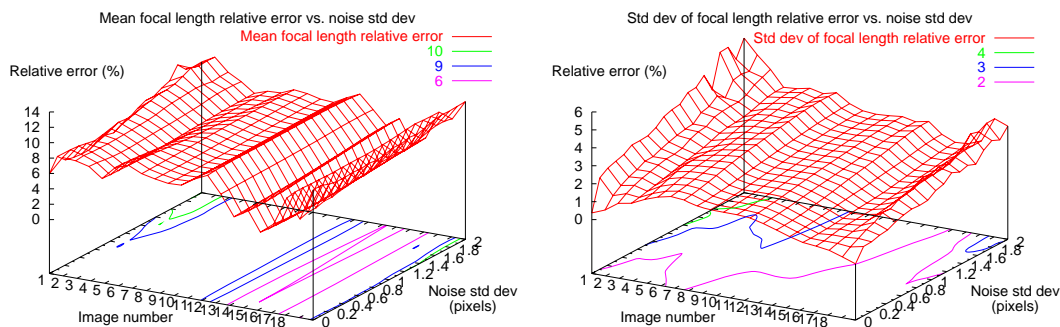 Mean focal length relative error vs. noise std dev
Mean focal length relative error
10
9
6
Relative error (%)
14
12
10
8
6
4
2
0
1 2 3 4 5 6 7 8 9 10 11 12 13 14 15 16 17 18
Image number
0 0.2 0.4 0.6 0.8 1 1.2 1.4 1.6 1.8 2
Noise std dev
(pixels)
Std dev of focal length relative error vs. noise std dev
Std dev of focal length relative error
4
3
2
Relative error (%)
6
5
4
3
2
1
0
1 2 3 4 5 6 7 8 9 10 11 12 13 14 15 16 17 18
Image number
0 0.2 0.4 0.6 0.8 1 1.2 1.4 1.6 1.8 2
Noise std dev
(pixels)